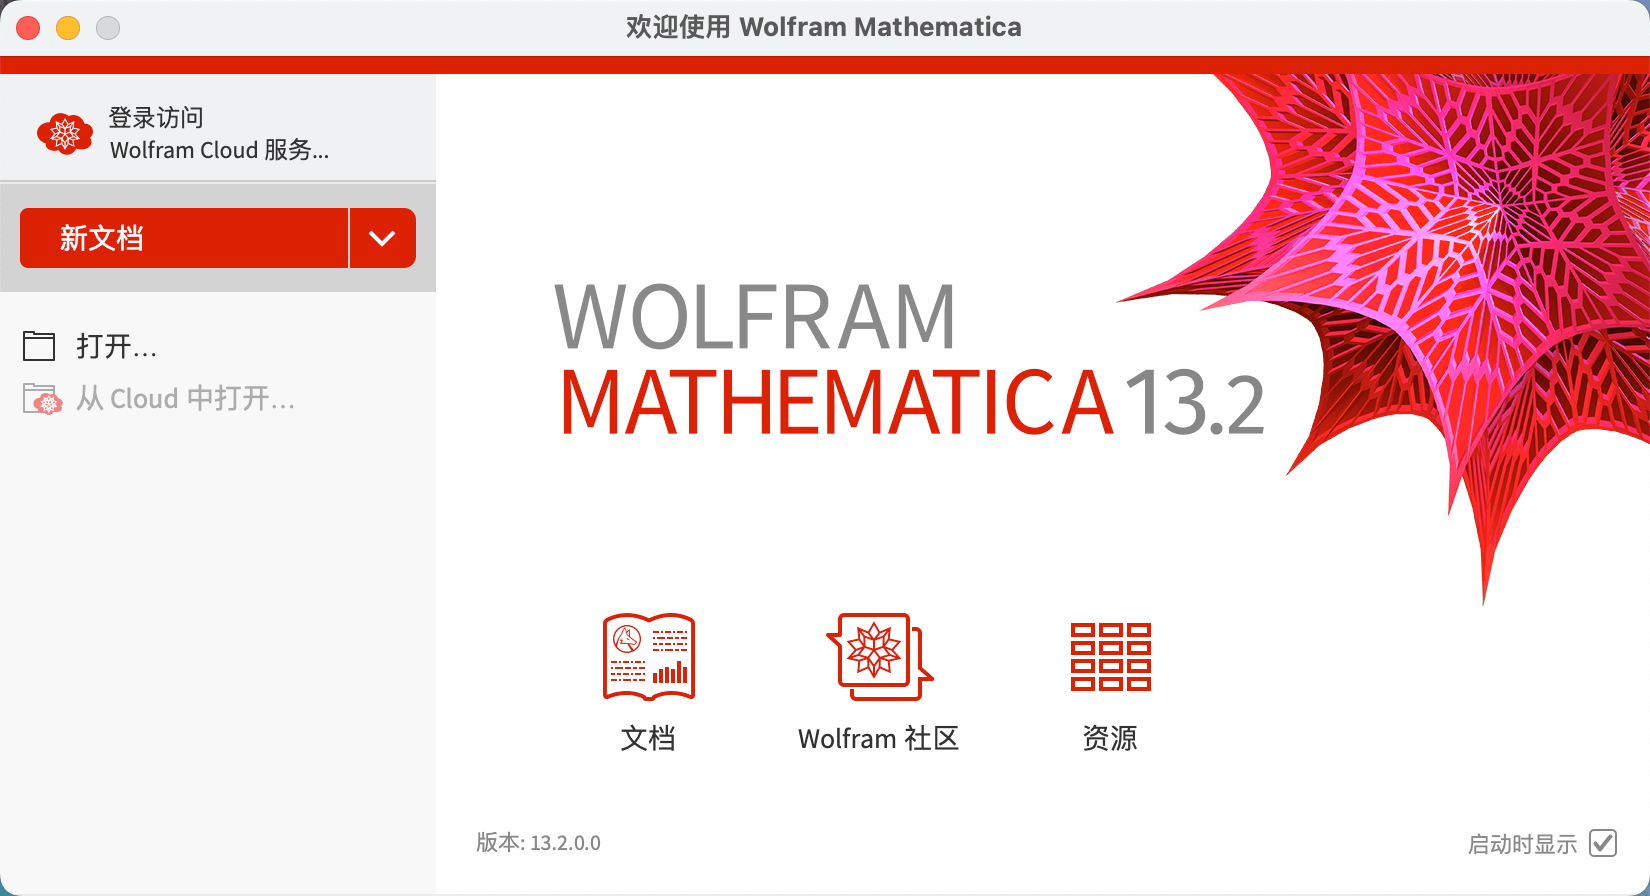 欢迎使用 Wolfram Mathematica
登录访问
Wolfram Cloud 服务...
新文档
打开...
从 Cloud 中打开...
WOLFRAM
MATHEMATICA 13.2
文档
Wolfram 社区
资源
版本: 13.2.0.0
启动时显示